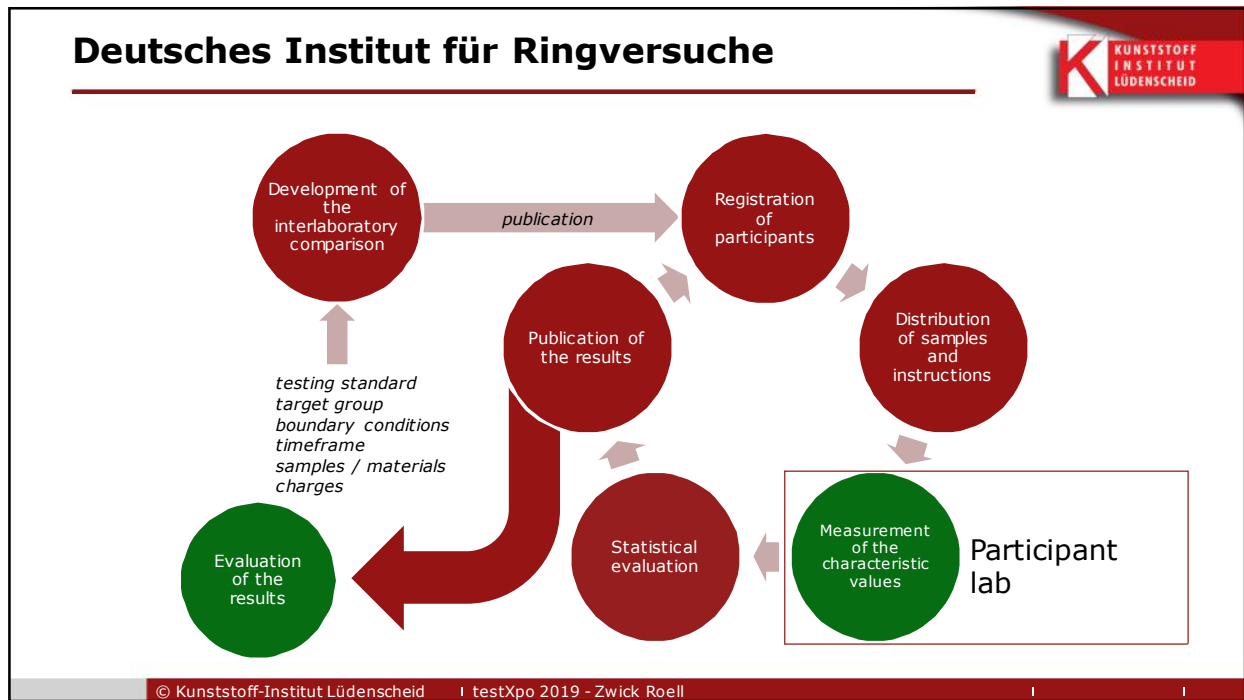 Deutsches Institut für Ringversuche
KUNSTSTOFF
INSTITUT
LÜDENSCHEID
Development of
the
interlaboratory
comparison
publication
Registration
of
participants
Publication of
the results
Distribution
of samples
and
instructions
testing standard
target group
boundary conditions
timeframe
samples / materials
charges
Evaluation
of the
results
Statistical
evaluation
Measurement
of the
characteristic
values
Participant
lab
© Kunststoff-Institut Lüdenscheid
testXpo 2019 - Zwick Roell